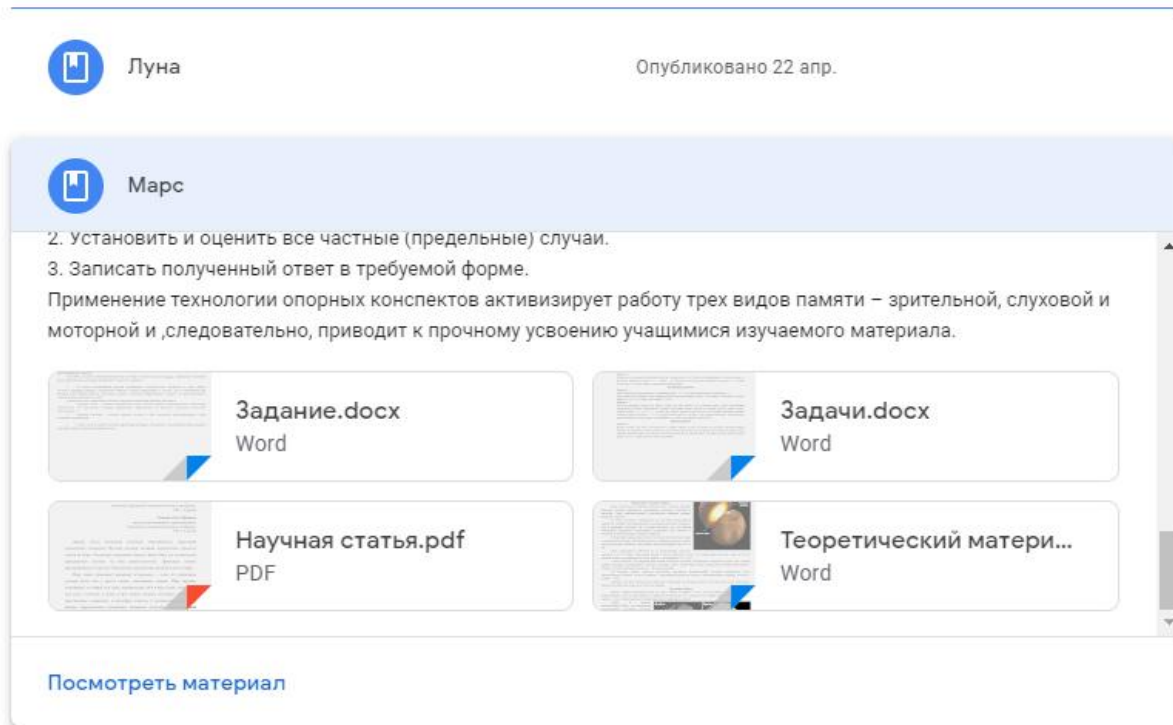 Луна
Опубликовано 22 апр.
Марс
2. Установить и оценить все частные (предельные) случаи.
3. Записать полученный ответ в требуемой форме.
Применение технологии опорных конспектов активизирует работу трех видов памяти – зрительной, слуховой и
моторной и ,следовательно, приводит к прочному усвоению учащимися изучаемого материала.
Задание.docx
Word
Задачи.docx
Word
Научная статья.pdf
PDF
Теоретический матери...
Word
Посмотреть материал